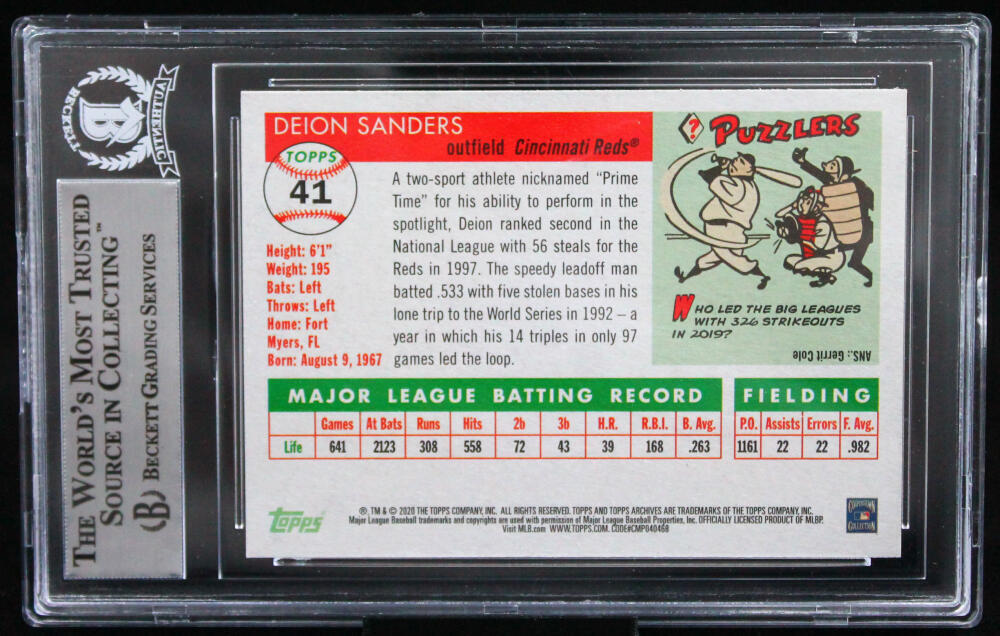 BECKETT
AUTHENTIC
B
THE WORLD'S MOST TRUSTED
SOURCE IN COLLECTING™
B BECKETT GRADING SERVICES
DEION SANDERS
outfield Cincinnati Reds®
TOPPS
41
Height: 6'1"
Weight: 195
Bats: Left
Throws: Left
Home: Fort
Myers, FL
Born: August 9, 1967
A two-sport athlete nicknamed "Prime
Time" for his ability to perform in the
spotlight, Deion ranked second in the
National League with 56 steals for the
Reds in 1997. The speedy leadoff man
batted .533 with five stolen bases in his
lone trip to the World Series in 1992 – a
year in which his 14 triples in only 97
games led the loop.
? PUZZLERS
WHO LED THE BIG LEAGUES
WITH 326 STRIKEOUTS
IN 2019?
ANS.: Gerrit Cole
MAJOR LEAGUE BATTING RECORD
Games At Bats Runs Hits 2b 3b H.R. R.B.I. B. Avg.
Life 641 2123 308 558 72 43 39 168 .263
FIELDING
P.O. Assists Errors F. Avg.
1161 22 22 .982
topps
®, TM & © 2020 THE TOPPS COMPANY, INC. ALL RIGHTS RESERVED. TOPPS AND TOPPS ARCHIVES ARE TRADEMARKS OF THE TOPPS COMPANY, INC.
Major League Baseball trademarks and copyrights are used with permission of Major League Baseball Properties, Inc. OFFICIALLY LICENSED PRODUCT OF MLBP.
Visit MLB.com WWW.TOPPS.COM. CODE#CMP040468
COOPERSTOWN
COLLECTION